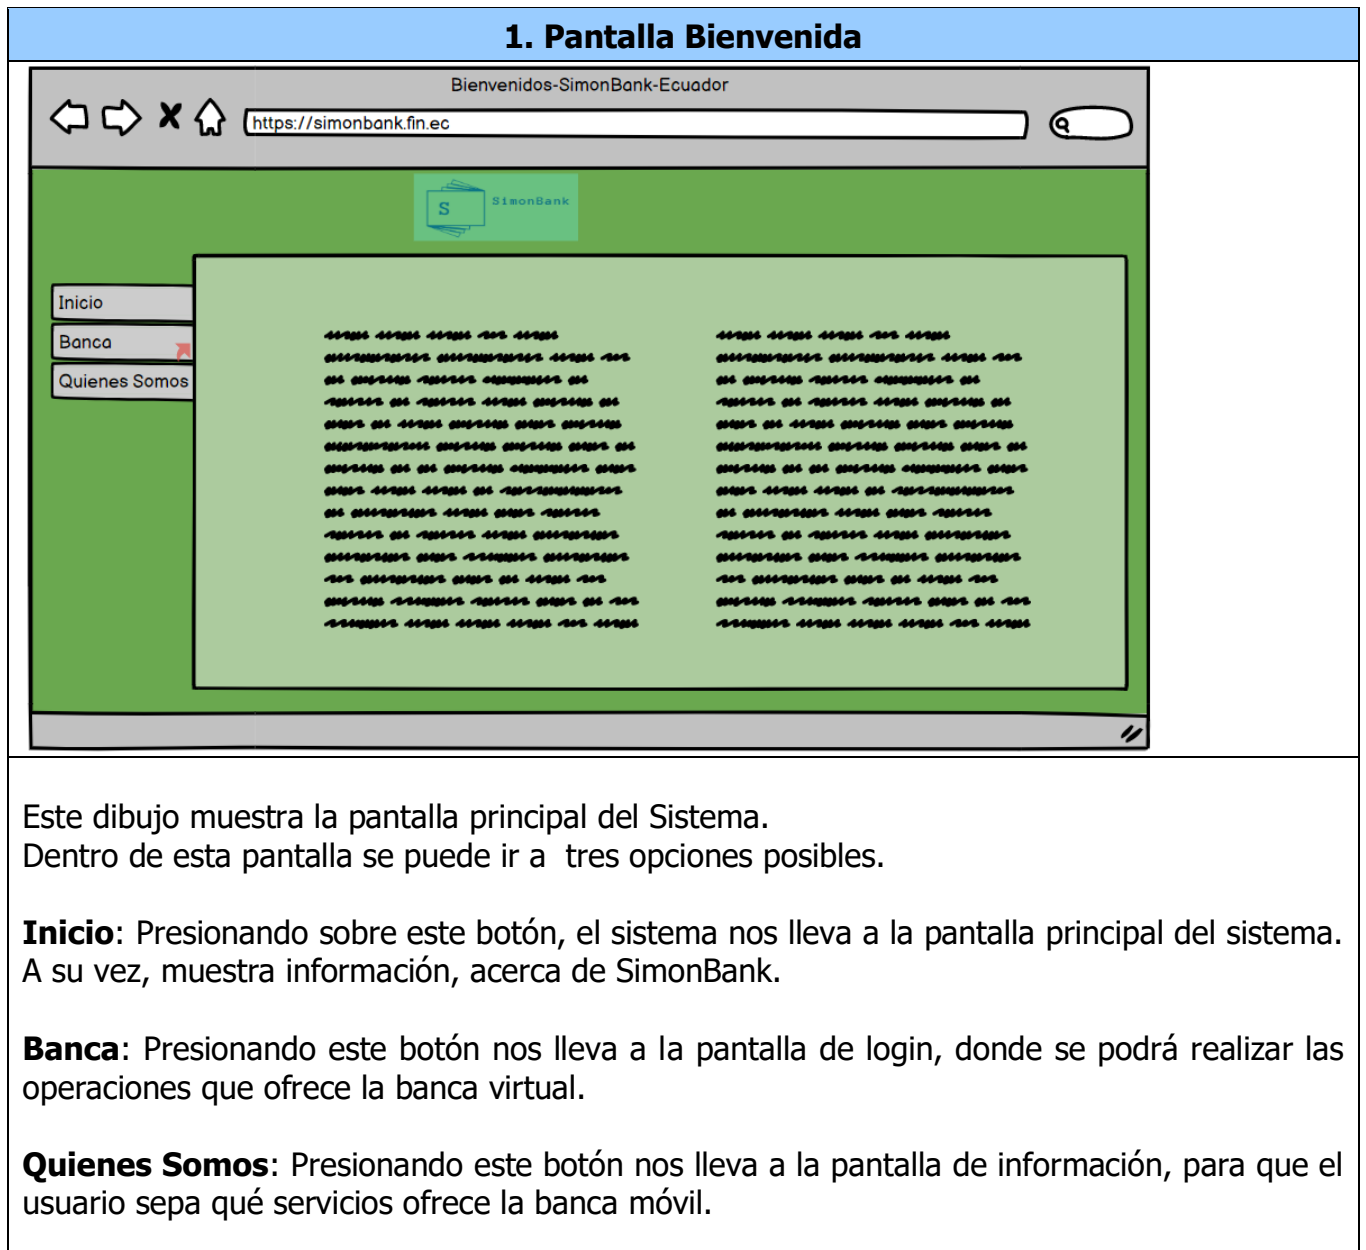 1. Pantalla Bienvenida
Bienvenidos-SimonBank-Ecuador
https://simonbank.fin.ec
S
SimonBank
Inicio
Banca
Quienes Somos
Este dibujo muestra la pantalla principal del Sistema.
Dentro de esta pantalla se puede ir a  tres opciones posibles.
Inicio: Presionando sobre este botón, el sistema nos lleva a la pantalla principal del sistema.
A su vez, muestra información, acerca de SimonBank.
Banca: Presionando este botón nos lleva a la pantalla de login, donde se podrá realizar las
operaciones que ofrece la banca virtual.
Quienes Somos: Presionando este botón nos lleva a la pantalla de información, para que el
usuario sepa qué servicios ofrece la banca móvil.